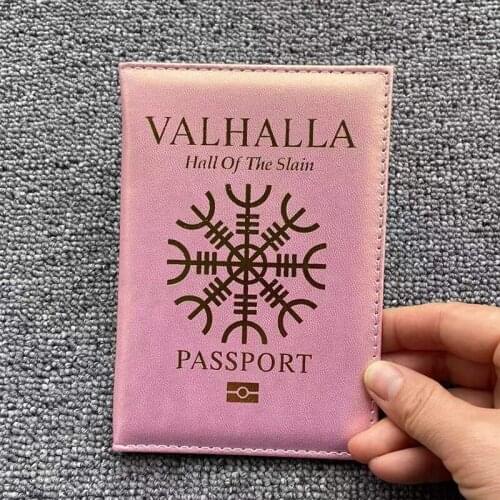 VALHALLA
Hall Of The Slain
PASSPORT